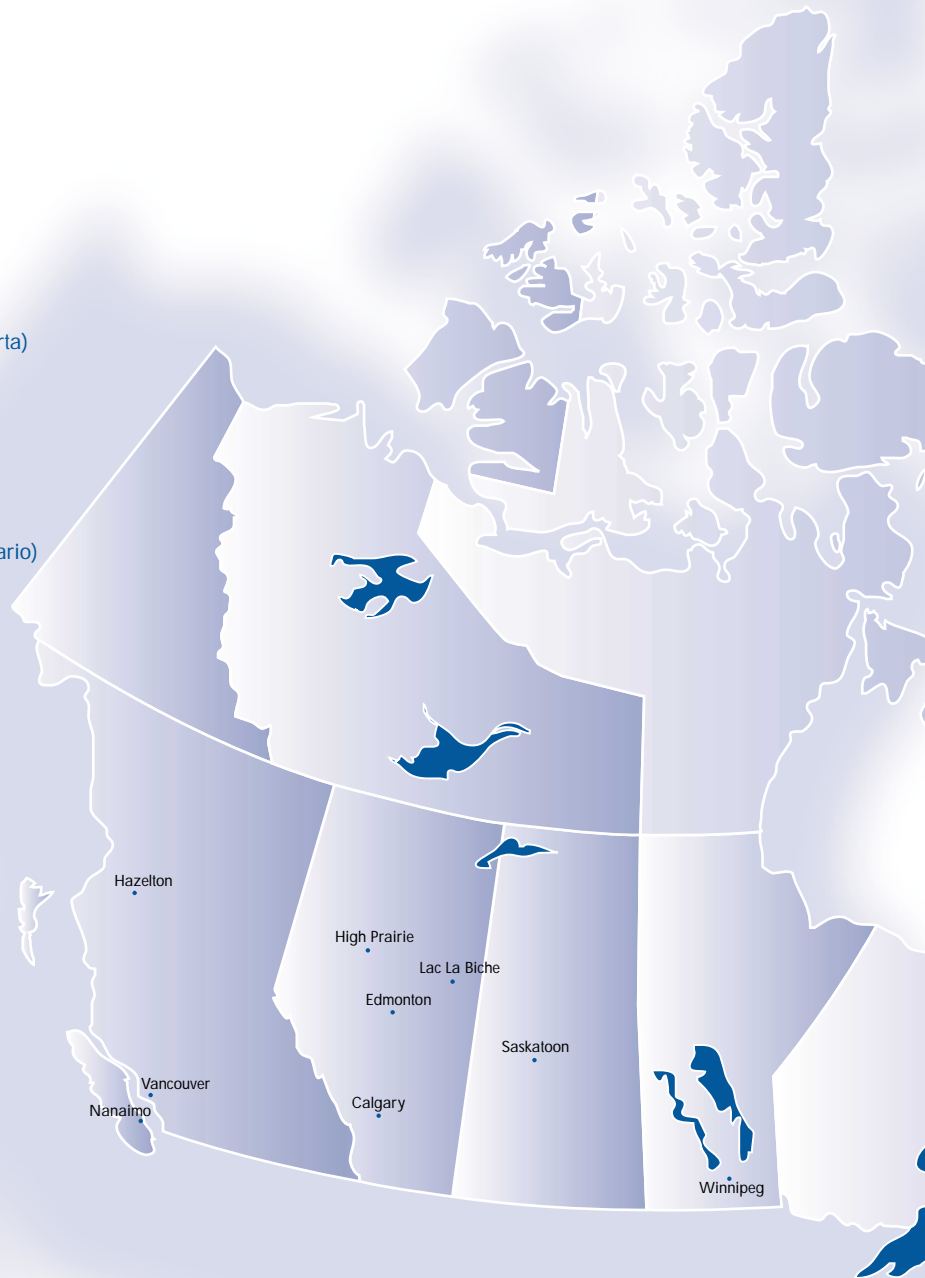 rta)
ario)
Hazelton
High Prairie
Lac La Biche
Edmonton
Saskatoon
Vancouver
Calgary
Nanaimo
Winnipeg